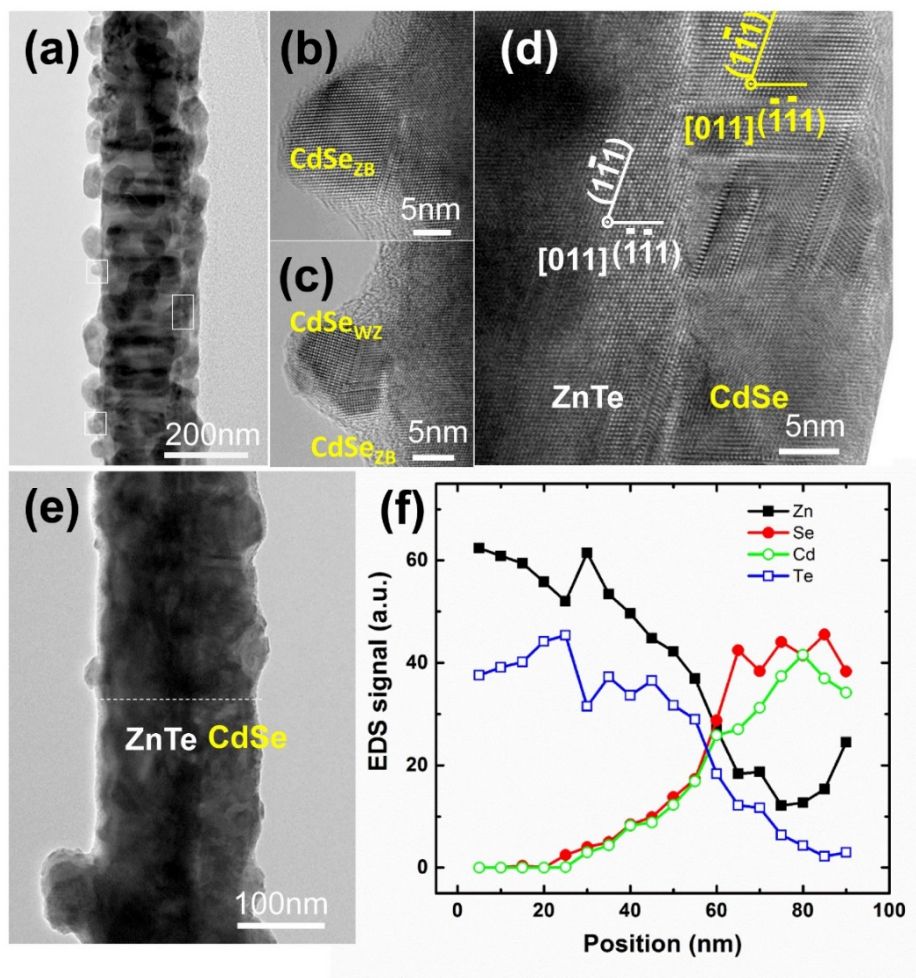 (a)
200nm
(b)
CdSeZB
5nm
(c)
CdSeWZ
CdSeZB
5nm
(d)
(11̄1)
[011](1̄1̄1)
(11̄1)
[011](1̄1̄1)
ZnTe
CdSe
5nm
(e)
ZnTe CdSe
100nm
(f)
Zn
Se
Cd
Te
EDS signal (a.u.)
60
40
20
0
0 20 40 60 80 100
Position (nm)